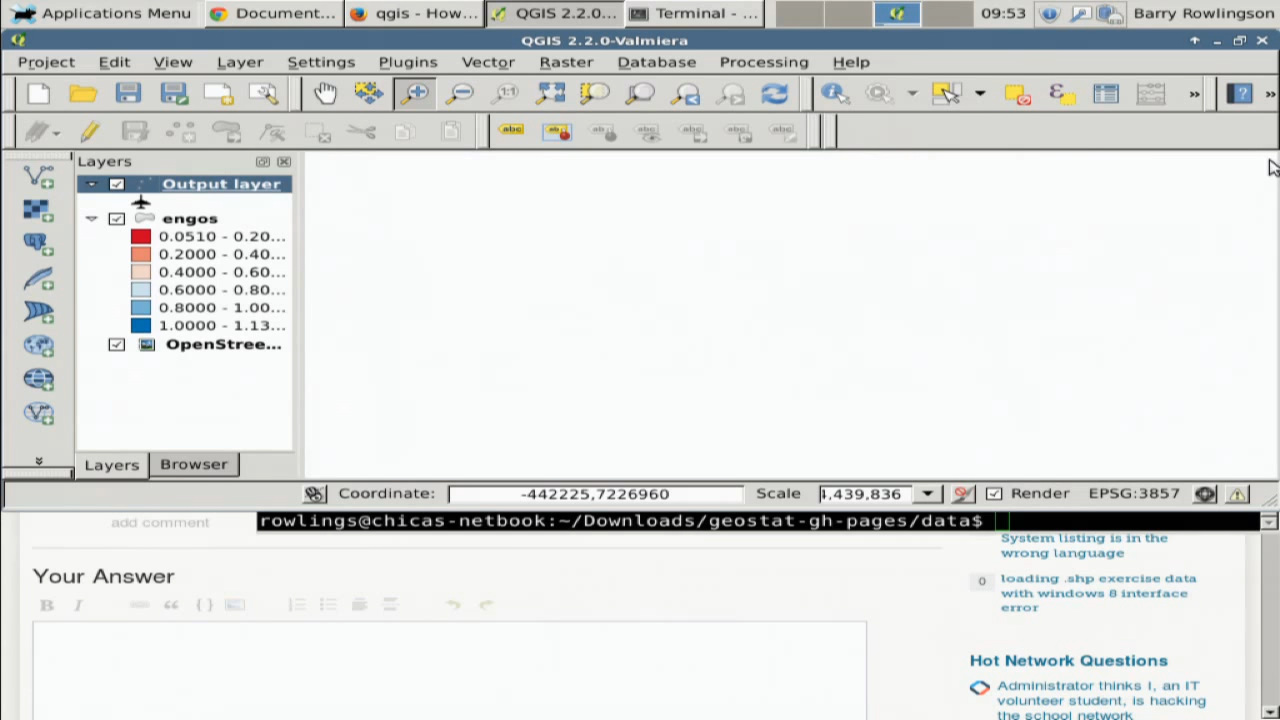 Applications Menu
Document...
qgis - How...
QGIS 2.2.0...
Terminal - ...
09:53
Barry Rowlingson
QGIS 2.2.0-Valmiera
Project Edit View Layer Settings Plugins Vector Raster Database Processing Help
abc
Layers
Output layer
engos
0.0510 - 0.20...
0.2000 - 0.40...
0.4000 - 0.60...
0.6000 - 0.80...
0.8000 - 1.00...
1.0000 - 1.13...
OpenStree...
Layers Browser
Coordinate: -442225,7226960 Scale 4,439,836 Render EPSG:3857
add comment
rowlings@chicas-netbook:~/Downloads/geostat-gh-pages/data$
System listing is in the
wrong language
Your Answer
0 loading .shp exercise data
with windows 8 interface
error
B I
Hot Network Questions
Administrator thinks I, an IT
volunteer student, is hacking
the school network